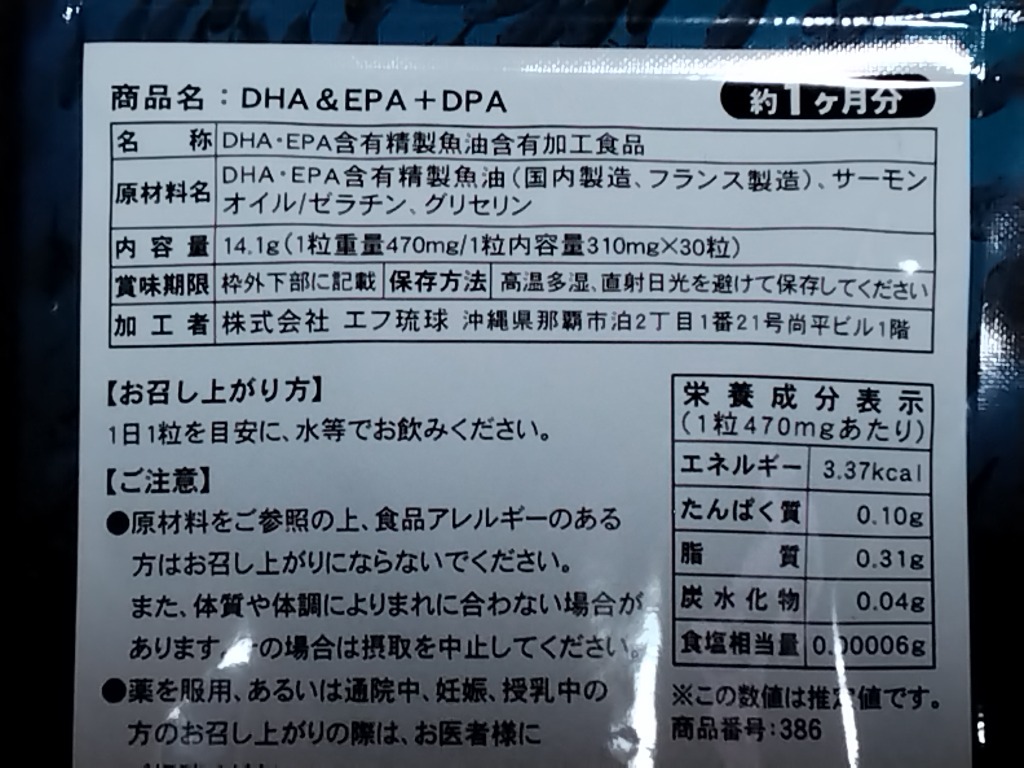 商品名：DHA＆EPA＋DPA
約1ヶ月分
名称 DHA・EPA含有精製魚油含有加工食品
原材料名 DHA・EPA含有精製魚油(国内製造、フランス製造)、サーモン
オイル/ゼラチン、グリセリン
内容量 14.1g(1粒重量470mg/1粒内容量310mg×30粒)
賞味期限 枠外下部に記載 保存方法 高温多湿、直射日光を避けて保存してください
加工者 株式会社 エフ琉球 沖縄県那覇市泊2丁目1番21号尚平ビル1階
【お召し上がり方】
1日1粒を目安に、水等でお飲みください。
【ご注意】
●原材料をご参照の上、食品アレルギーのある
方はお召し上がりにならないでください。
また、体質や体調によりまれに合わない場合が
あります。その場合は摂取を中止してください。
●薬を服用、あるいは通院中、妊娠、授乳中の
方のお召し上がりの際は、お医者様に
栄養成分表示
(1粒470mgあたり)
エネルギー 3.37kcal
たんぱく質 0.10g
脂質 0.31g
炭水化物 0.04g
食塩相当量 0.00006g
※この数値は推定値です。
商品番号：386